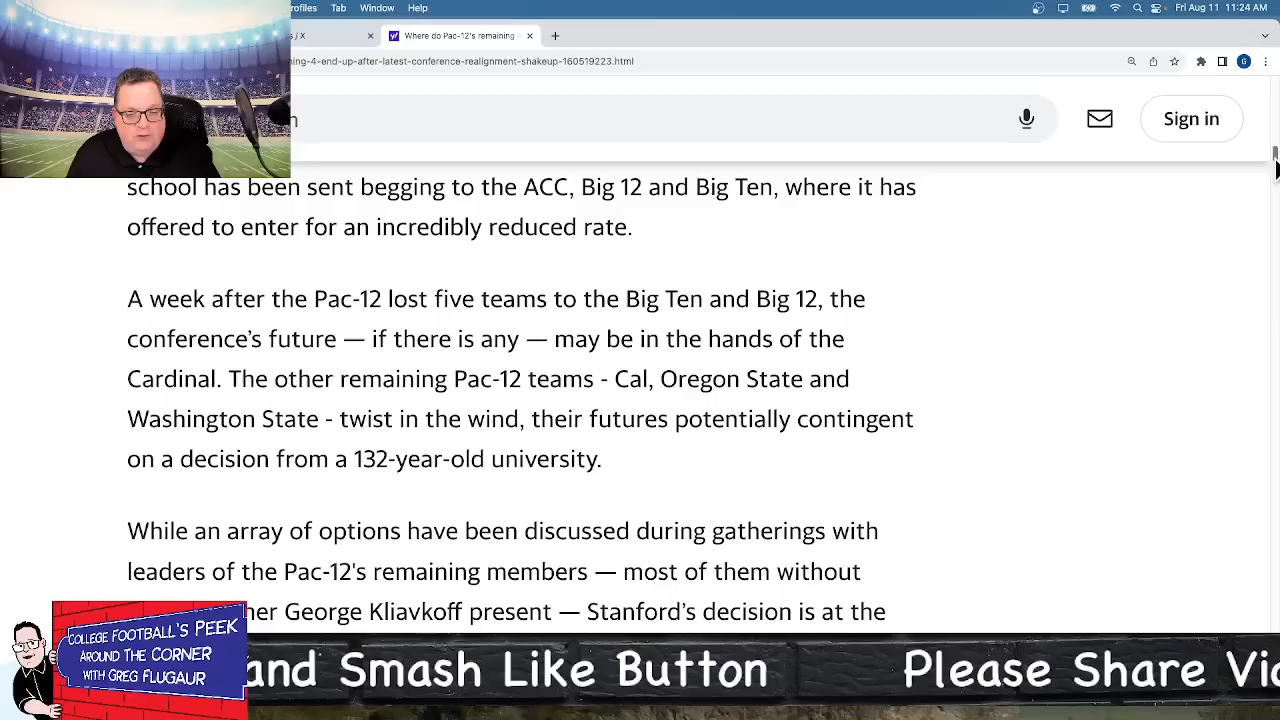 rofiles Tab Window Help Fri Aug 11 11:24 AM
s / X Where do Pac-12's remaining
ning-4-end-up-after-latest-conference-realignment-shakeup-160519223.html
Sign in
school has been sent begging to the ACC, Big 12 and Big Ten, where it has
offered to enter for an incredibly reduced rate.
A week after the Pac-12 lost five teams to the Big Ten and Big 12, the
conference's future — if there is any — may be in the hands of the
Cardinal. The other remaining Pac-12 teams - Cal, Oregon State and
Washington State - twist in the wind, their futures potentially contingent
on a decision from a 132-year-old university.
While an array of options have been discussed during gatherings with
leaders of the Pac-12's remaining members — most of them without
ner George Kliavkoff present — Stanford's decision is at the
COLLEGE FOOTBALL'S PEEK
AROUND THE CORNER
WITH GREG FLUGAUR
and Smash Like Button Please Share Vid